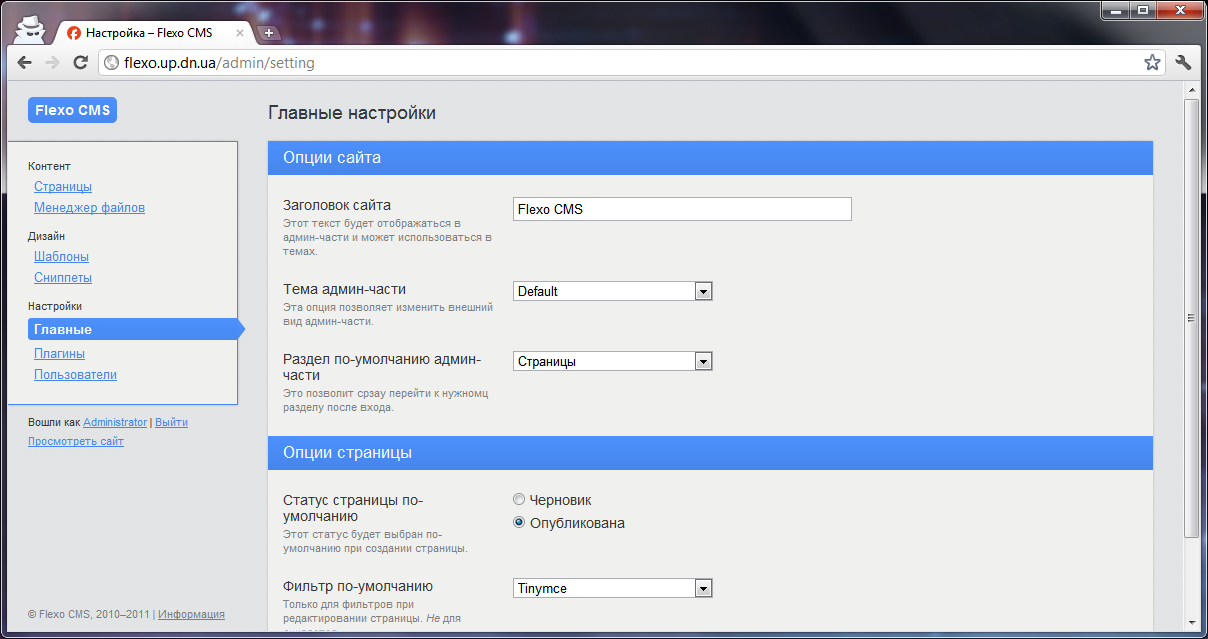 Настройка – Flexo CMS
flexo.up.dn.ua/admin/setting
Flexo CMS
Контент
Страницы
Менеджер файлов
Дизайн
Шаблоны
Сниппеты
Настройки
Главные
Плагины
Пользователи
Вошли как Administrator | Выйти
Просмотреть сайт
© Flexo CMS, 2010–2011 | Информация
Главные настройки
Опции сайта
Заголовок сайта
Flexo CMS
Этот текст будет отображаться в
админ-части и может использоваться в
темах.
Тема админ-части
Default
Эта опция позволяет изменить внешний
вид админ-части.
Раздел по-умолчанию админ-
части
Страницы
Это позволит срзау перейти к нужномц
разделу после входа.
Опции страницы
Статус страницы по-
умолчанию
Черновик
Опубликована
Этот статус будет выбран по-
умолчанию при создании страницы.
Фильтр по-умолчанию
Tinymce
Только для фильтров при
редактировании страницы. Не для